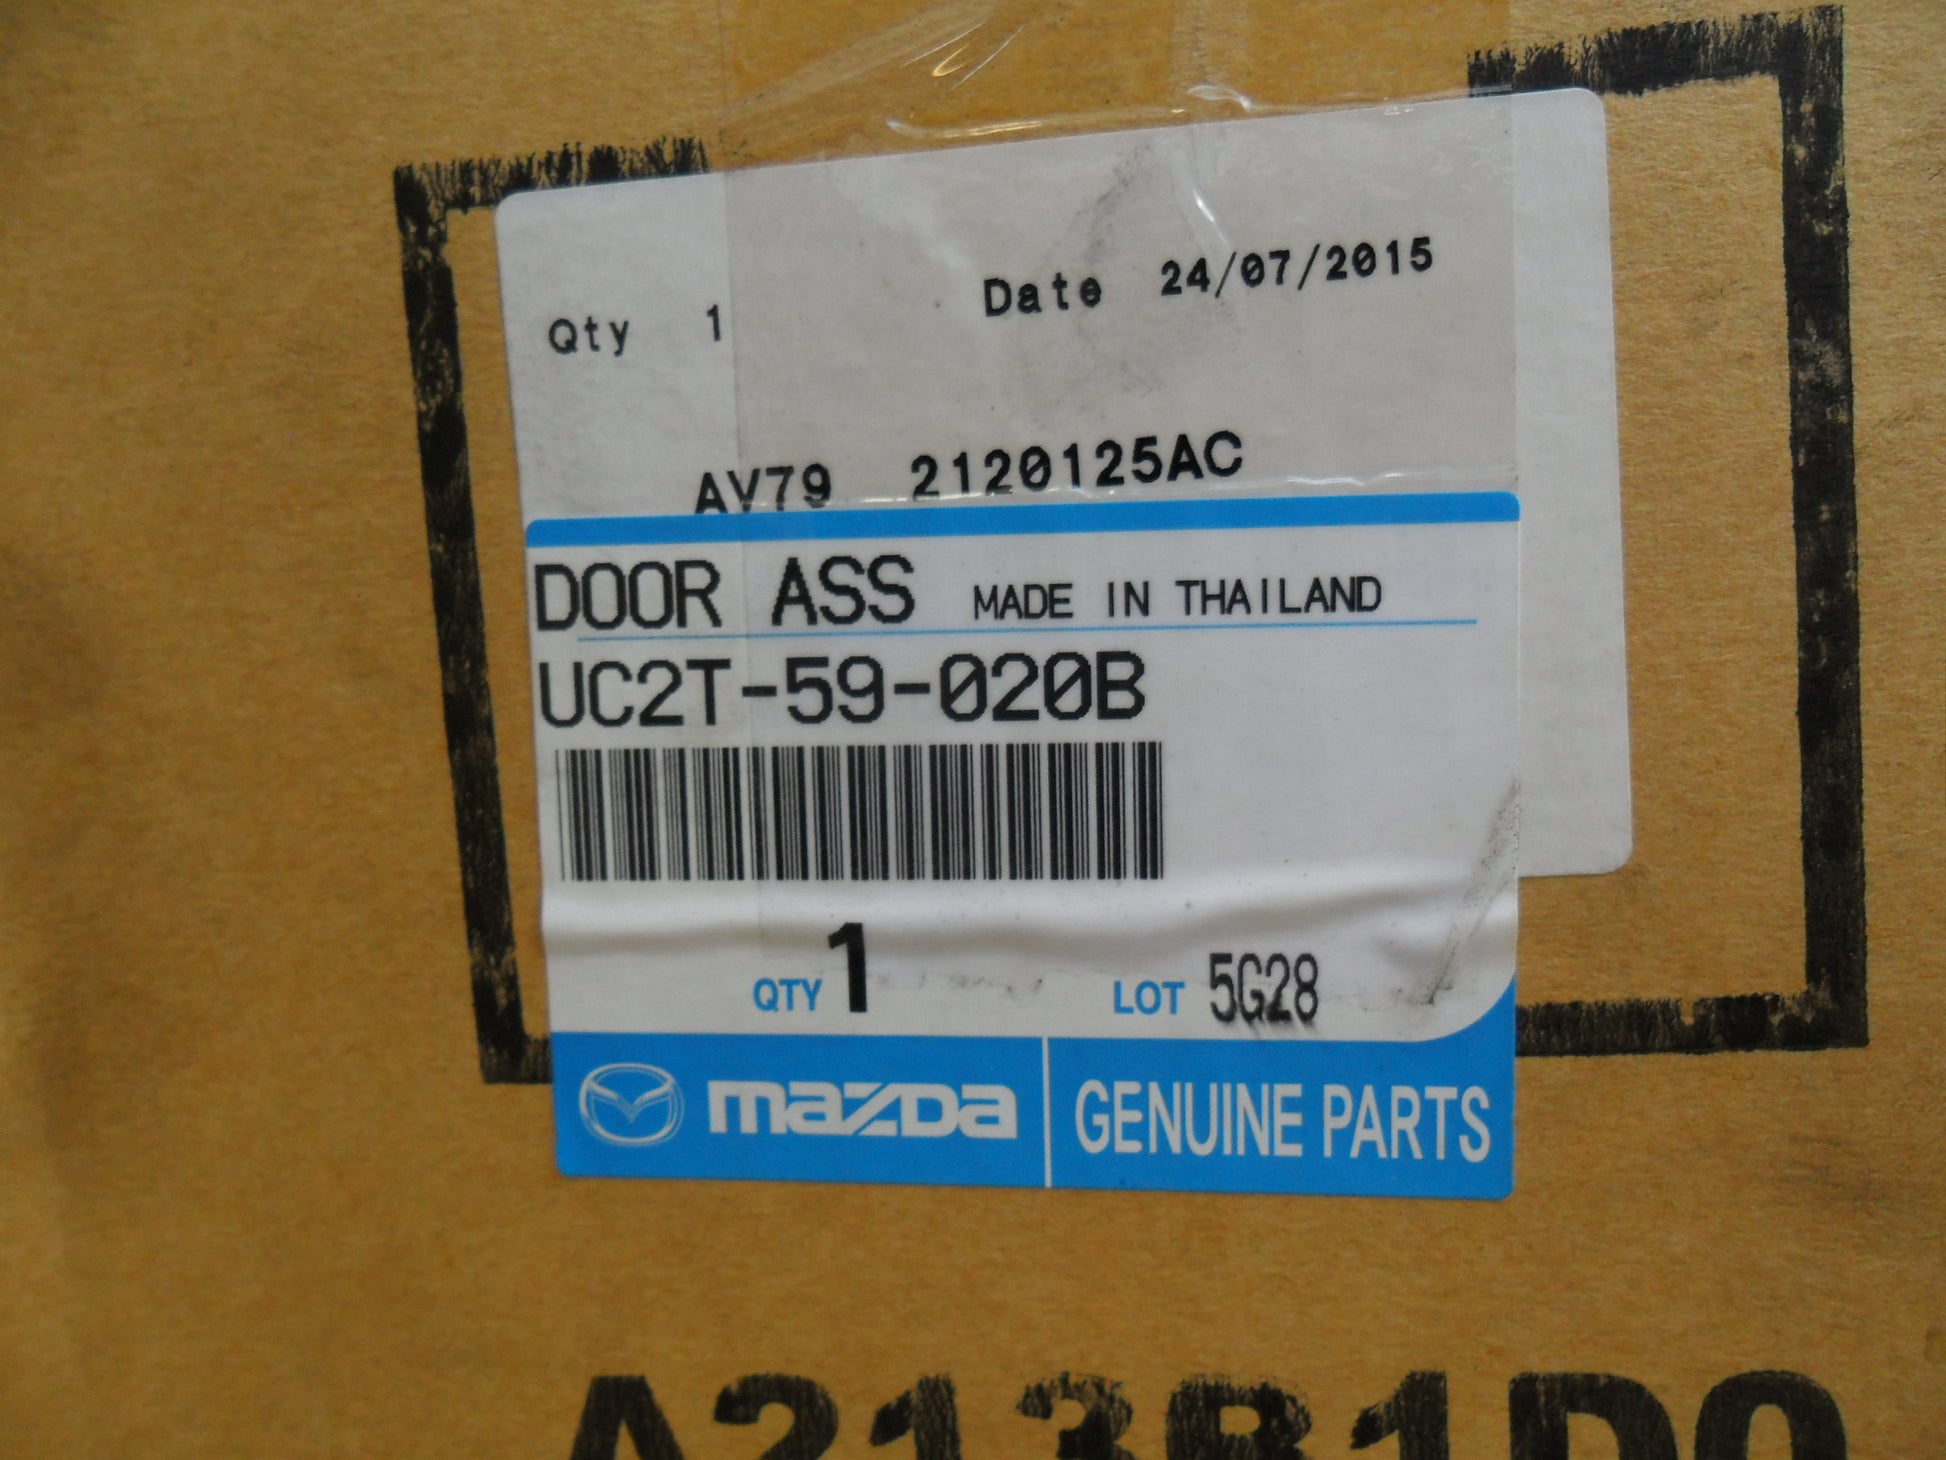 Qty 1 Date 24/07/2015
AV79 2120125AC
DOOR ASS MADE IN THAILAND
UC2T-59-020B
QTY 1 LOT 5G28
mazda GENUINE PARTS
A213B1D0